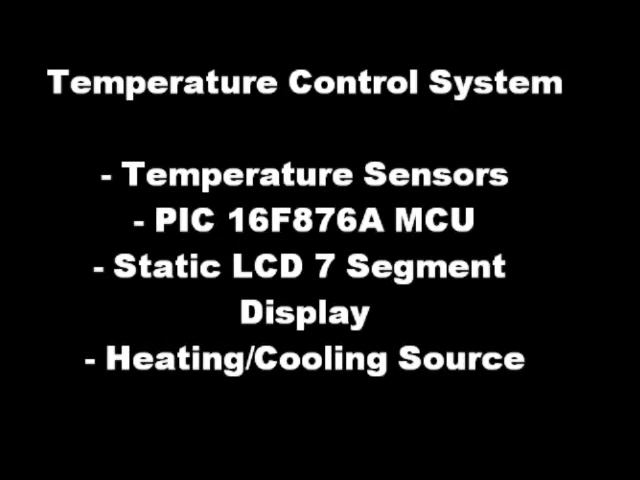 Temperature Control System
- Temperature Sensors
- PIC 16F876A MCU
- Static LCD 7 Segment
Display
- Heating/Cooling Source